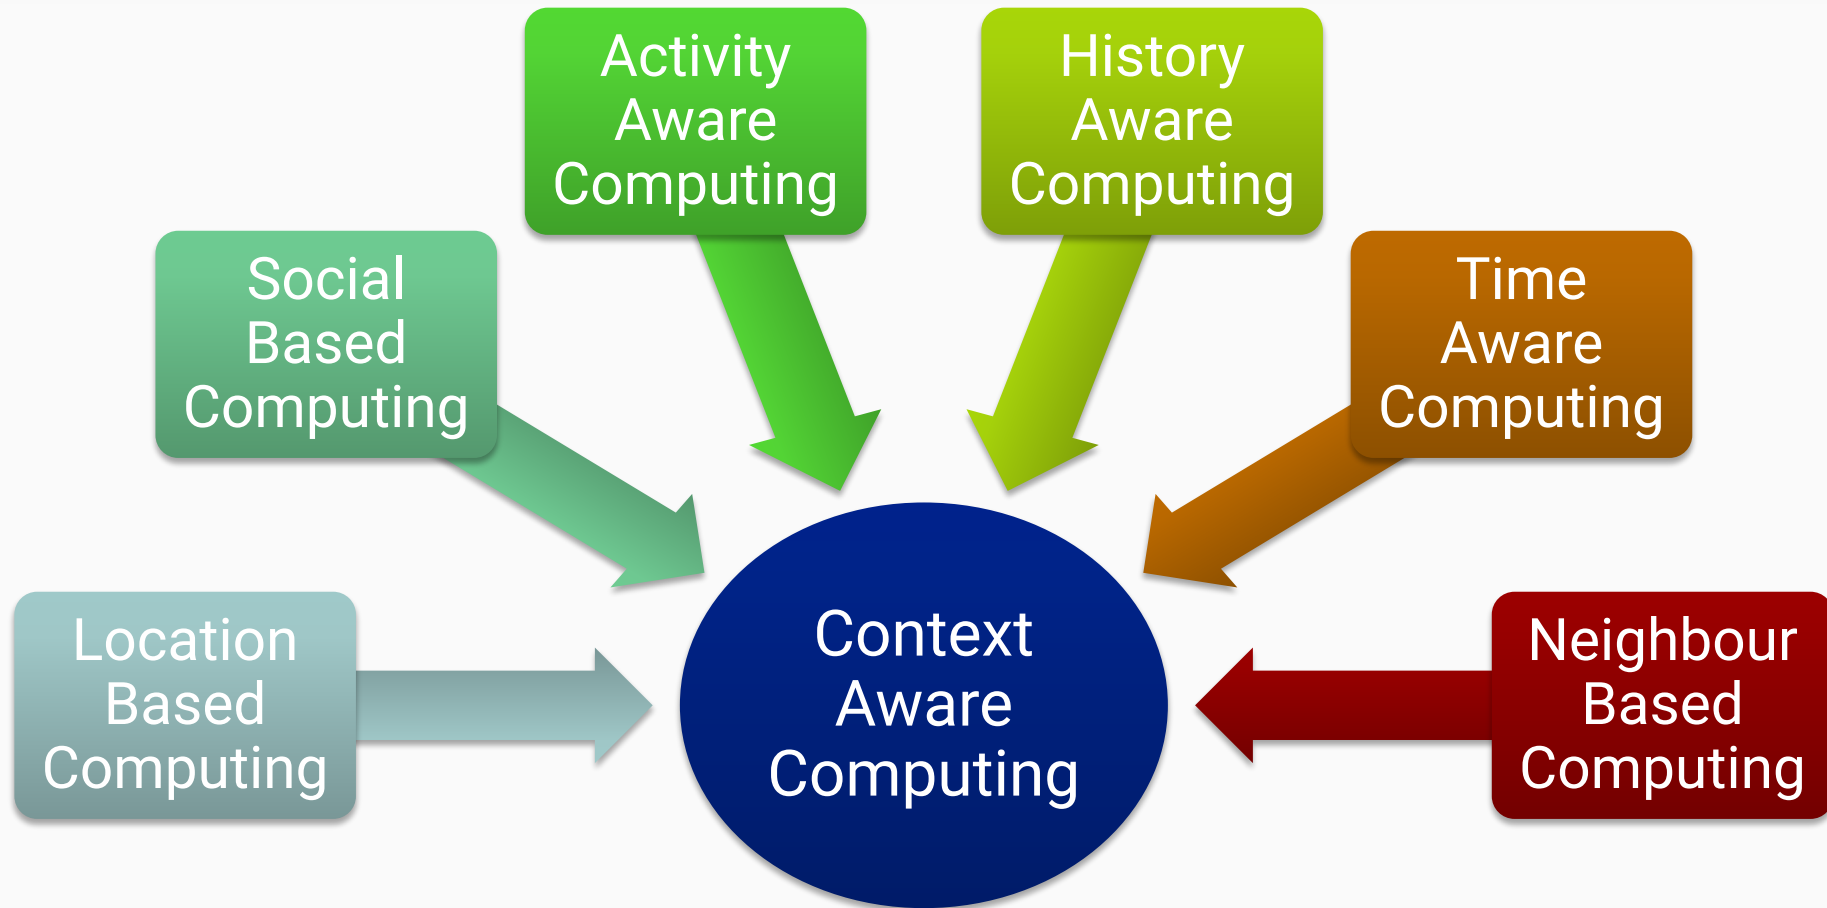 Activity
Aware
Computing
History
Aware
Computing
Social
Based
Computing
Time
Aware
Computing
Location
Based
Computing
Context
Aware
Computing
Neighbour
Based
Computing